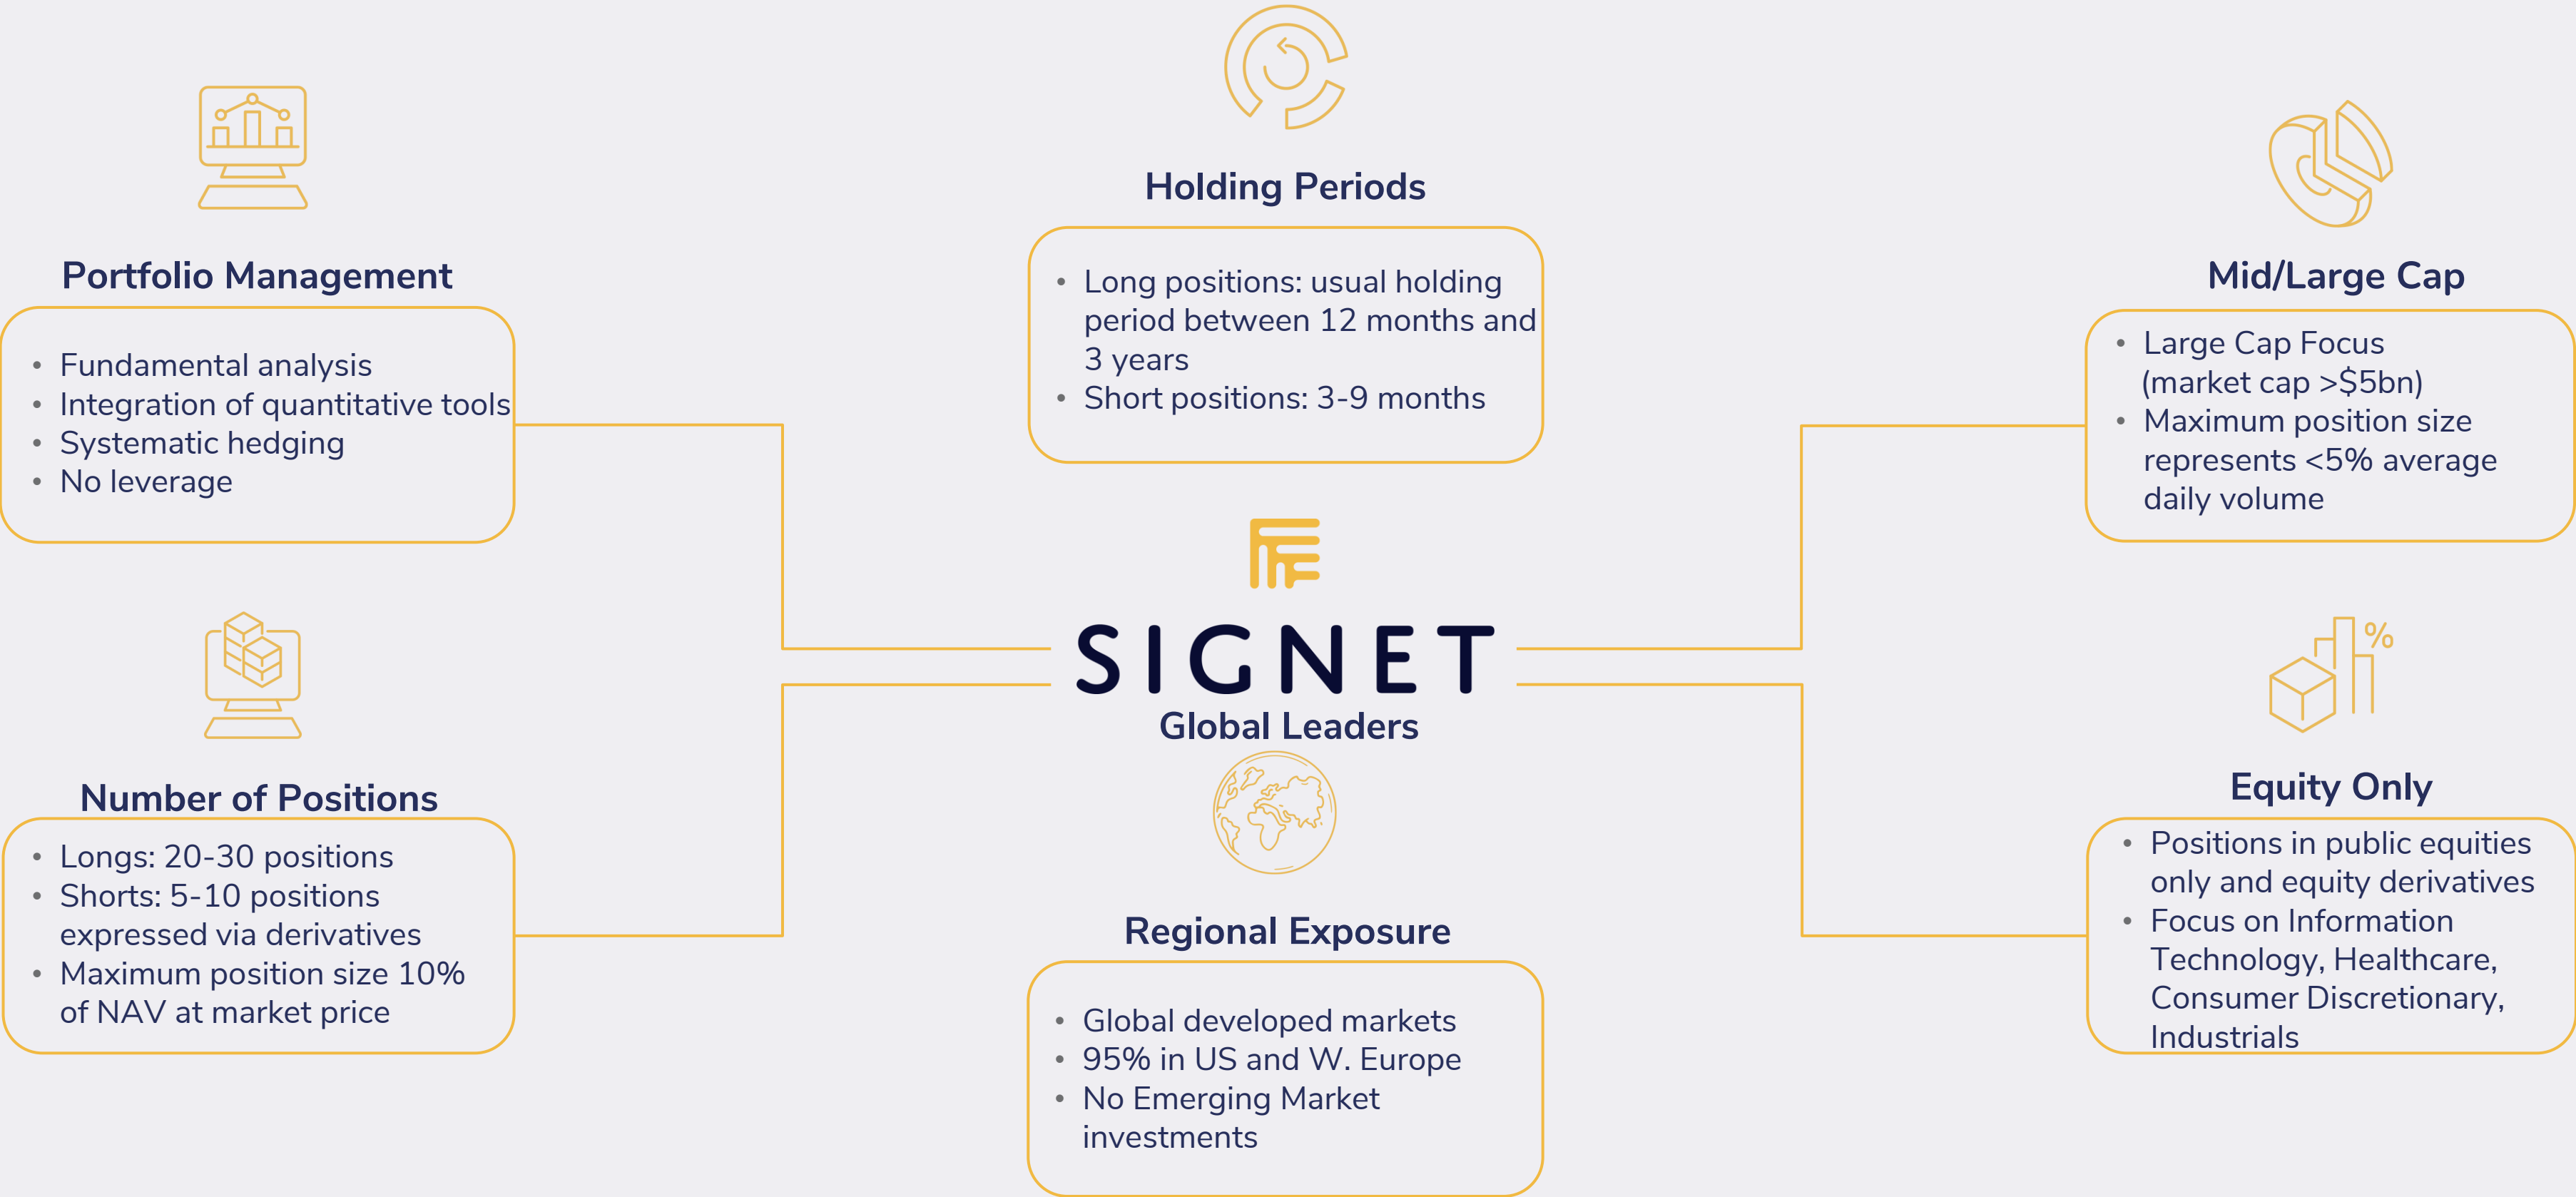 Portfolio Management
• Fundamental analysis
• Integration of quantitative tools
• Systematic hedging
• No leverage
Holding Periods
• Long positions: usual holding
period between 12 months and
3 years
• Short positions: 3-9 months
Mid/Large Cap
• Large Cap Focus
(market cap >$5bn)
• Maximum position size
represents <5% average
daily volume
SIGNET
Global Leaders
Number of Positions
• Longs: 20-30 positions
• Shorts: 5-10 positions
expressed via derivatives
• Maximum position size 10%
of NAV at market price
Regional Exposure
• Global developed markets
• 95% in US and W. Europe
• No Emerging Market
investments
%
Equity Only
• Positions in public equities
only and equity derivatives
• Focus on Information
Technology, Healthcare,
Consumer Discretionary,
Industrials